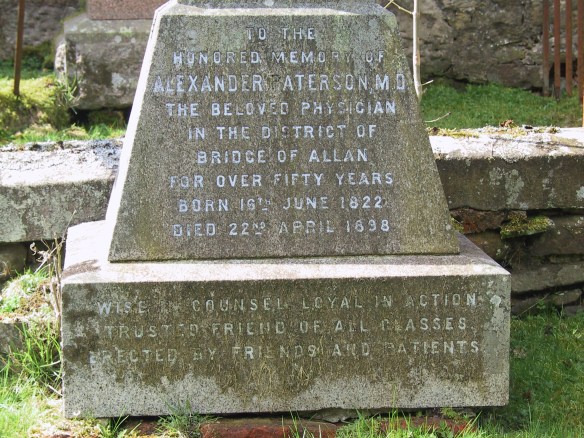 TO THE
HONORED MEMORY OF
ALEXANDER PATERSON, M.D.
THE BELOVED PHYSICIAN
IN THE DISTRICT OF
BRIDGE OF ALLAN
FOR OVER FIFTY YEARS
BORN 16TH JUNE 1822.
DIED 22ND APRIL 1898.
WISE IN COUNSEL, LOYAL IN ACTION
TRUSTED FRIEND OF ALL CLASSES.
ERECTED BY FRIENDS AND PATIENTS.